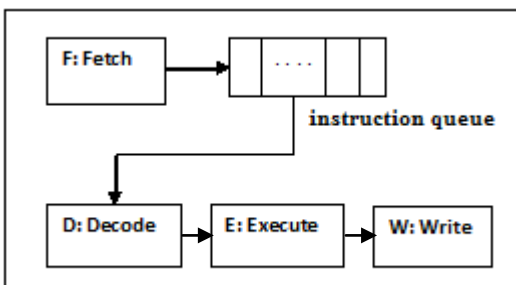 F: Fetch
. . . .
instruction queue
D: Decode
E: Execute
W: Write